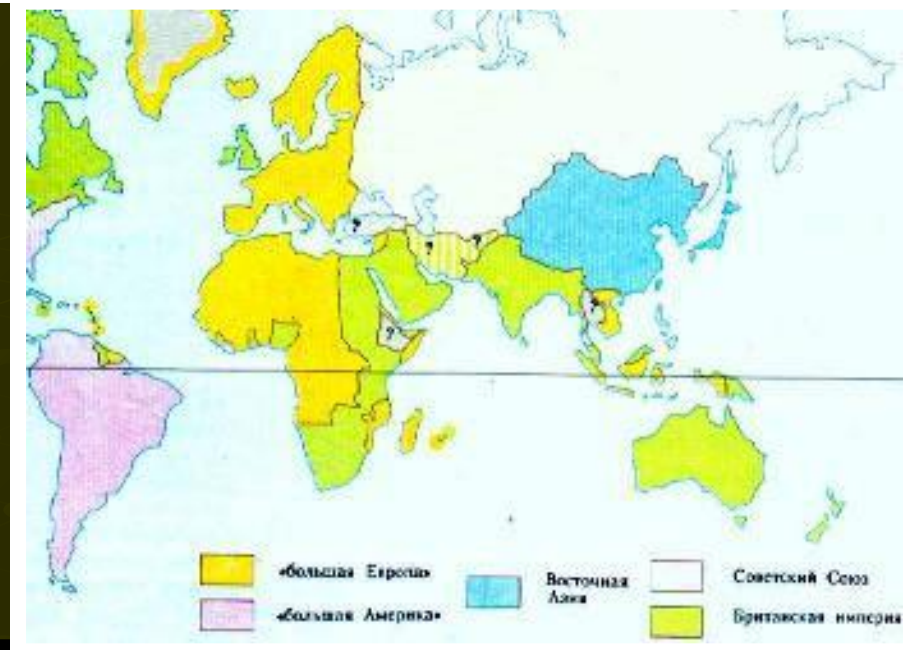 ?
?
?
?
?
«большая Европа»
«большая Америка»
Восточная
Азия
Советский Союз
Британская империя